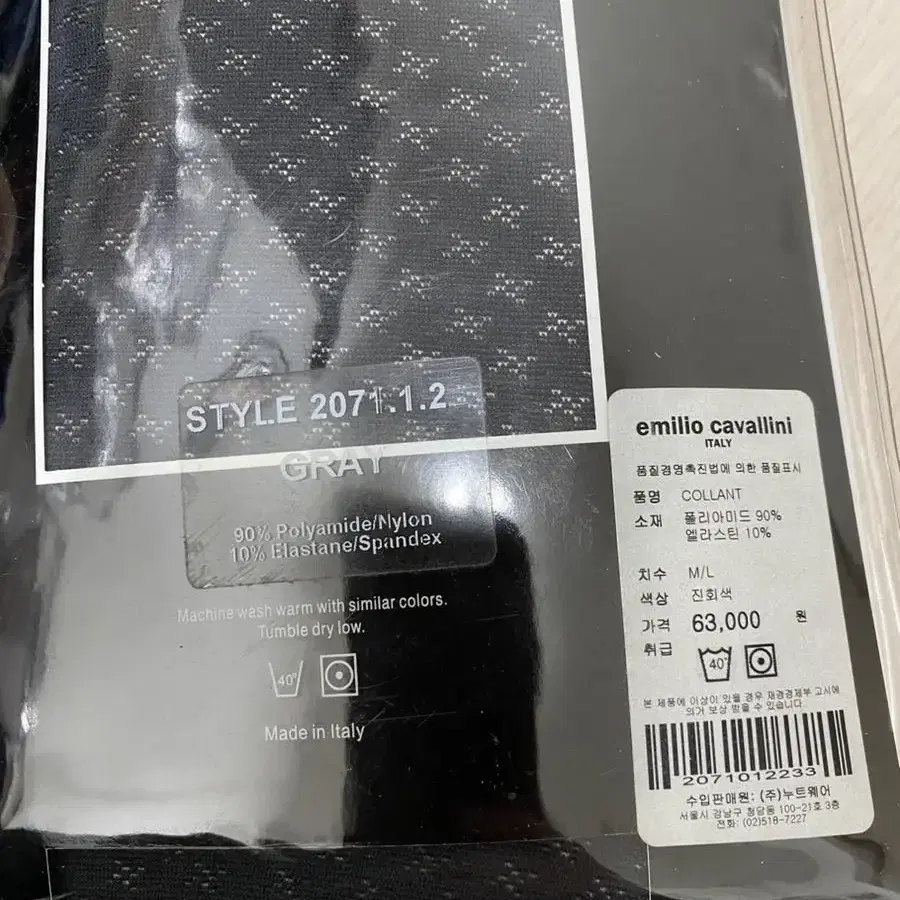 STYLE 2071.1.2
GRAY
90% Polyamide/Nylon
10% Elastane/Spandex
Machine wash warm with similar colors.
Tumble dry low.
40°
Made in Italy
emilio cavallini
ITALY
품질경영촉진법에 의한 품질표시
품명 COLLANT
소재 폴리아미드 90%
엘라스틴 10%
치수 M/L
색상 진회색
가격 63,000 원
취급 40°
본 제품에 이상이 있을 경우 재경경제부 고시에
의거 보상 받을 수 있습니다
2071012233
수입판매원: (주)누트웨어
서울시 강남구 청담동 100-21호 3층
전화: (02)518-7227